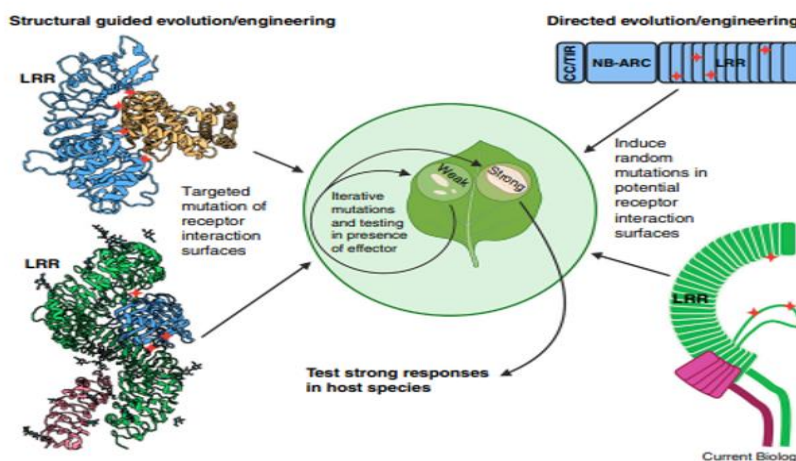 Structural guided evolution/engineering
Directed evolution/engineering
LRR
CC/TIR
NB-ARC
LRR
Weak
Strong
Iterative
mutations
and testing
in presence
of effector
Targeted
mutation of
receptor
interaction
surfaces
Induce
random
mutations in
potential
receptor
interaction
surfaces
LRR
LRR
Test strong responses
in host species
Current Biolog